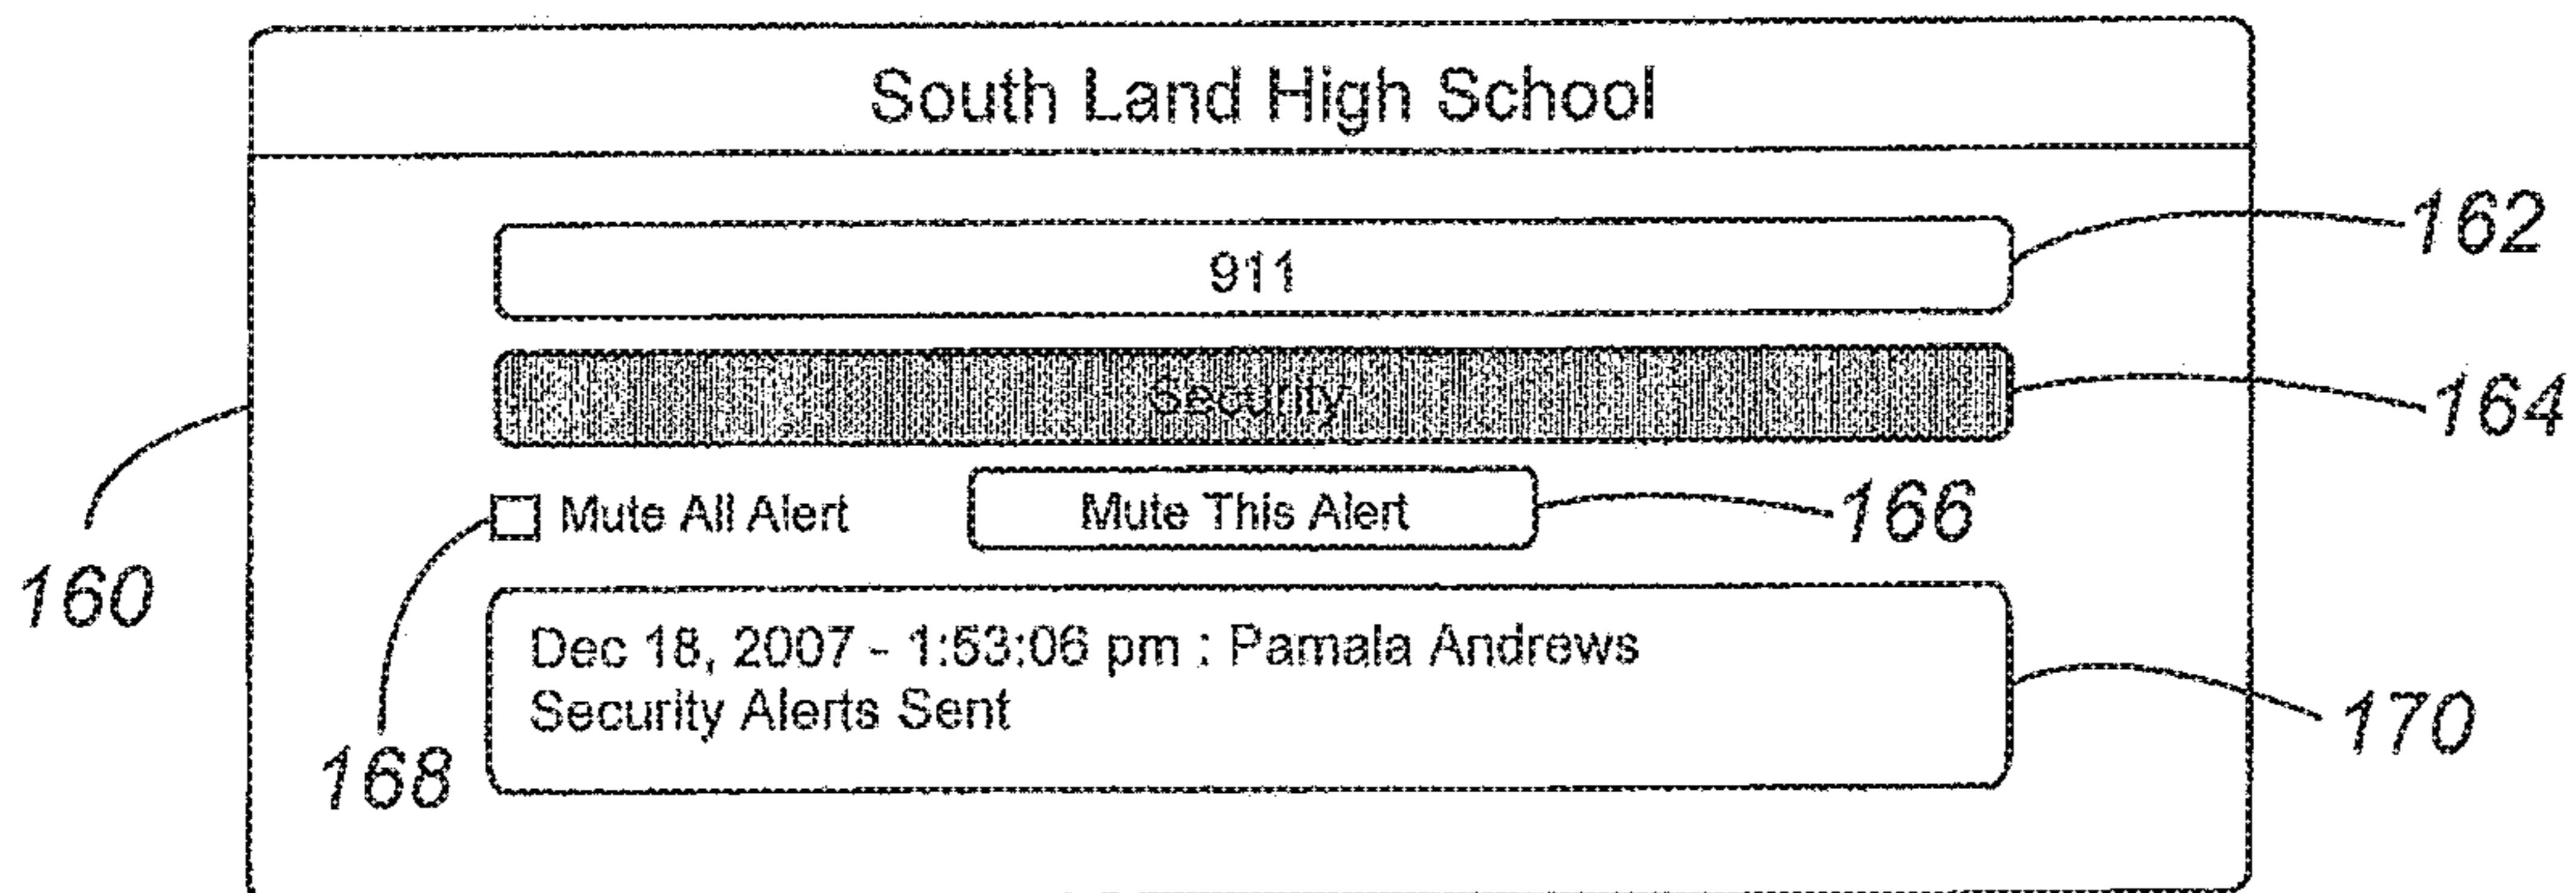 South Land High School
911
162
Security
164
Mute All Alert
Mute This Alert
166
160
168
Dec 18, 2007 - 1:53:06 pm : Pamala Andrews
Security Alerts Sent
170